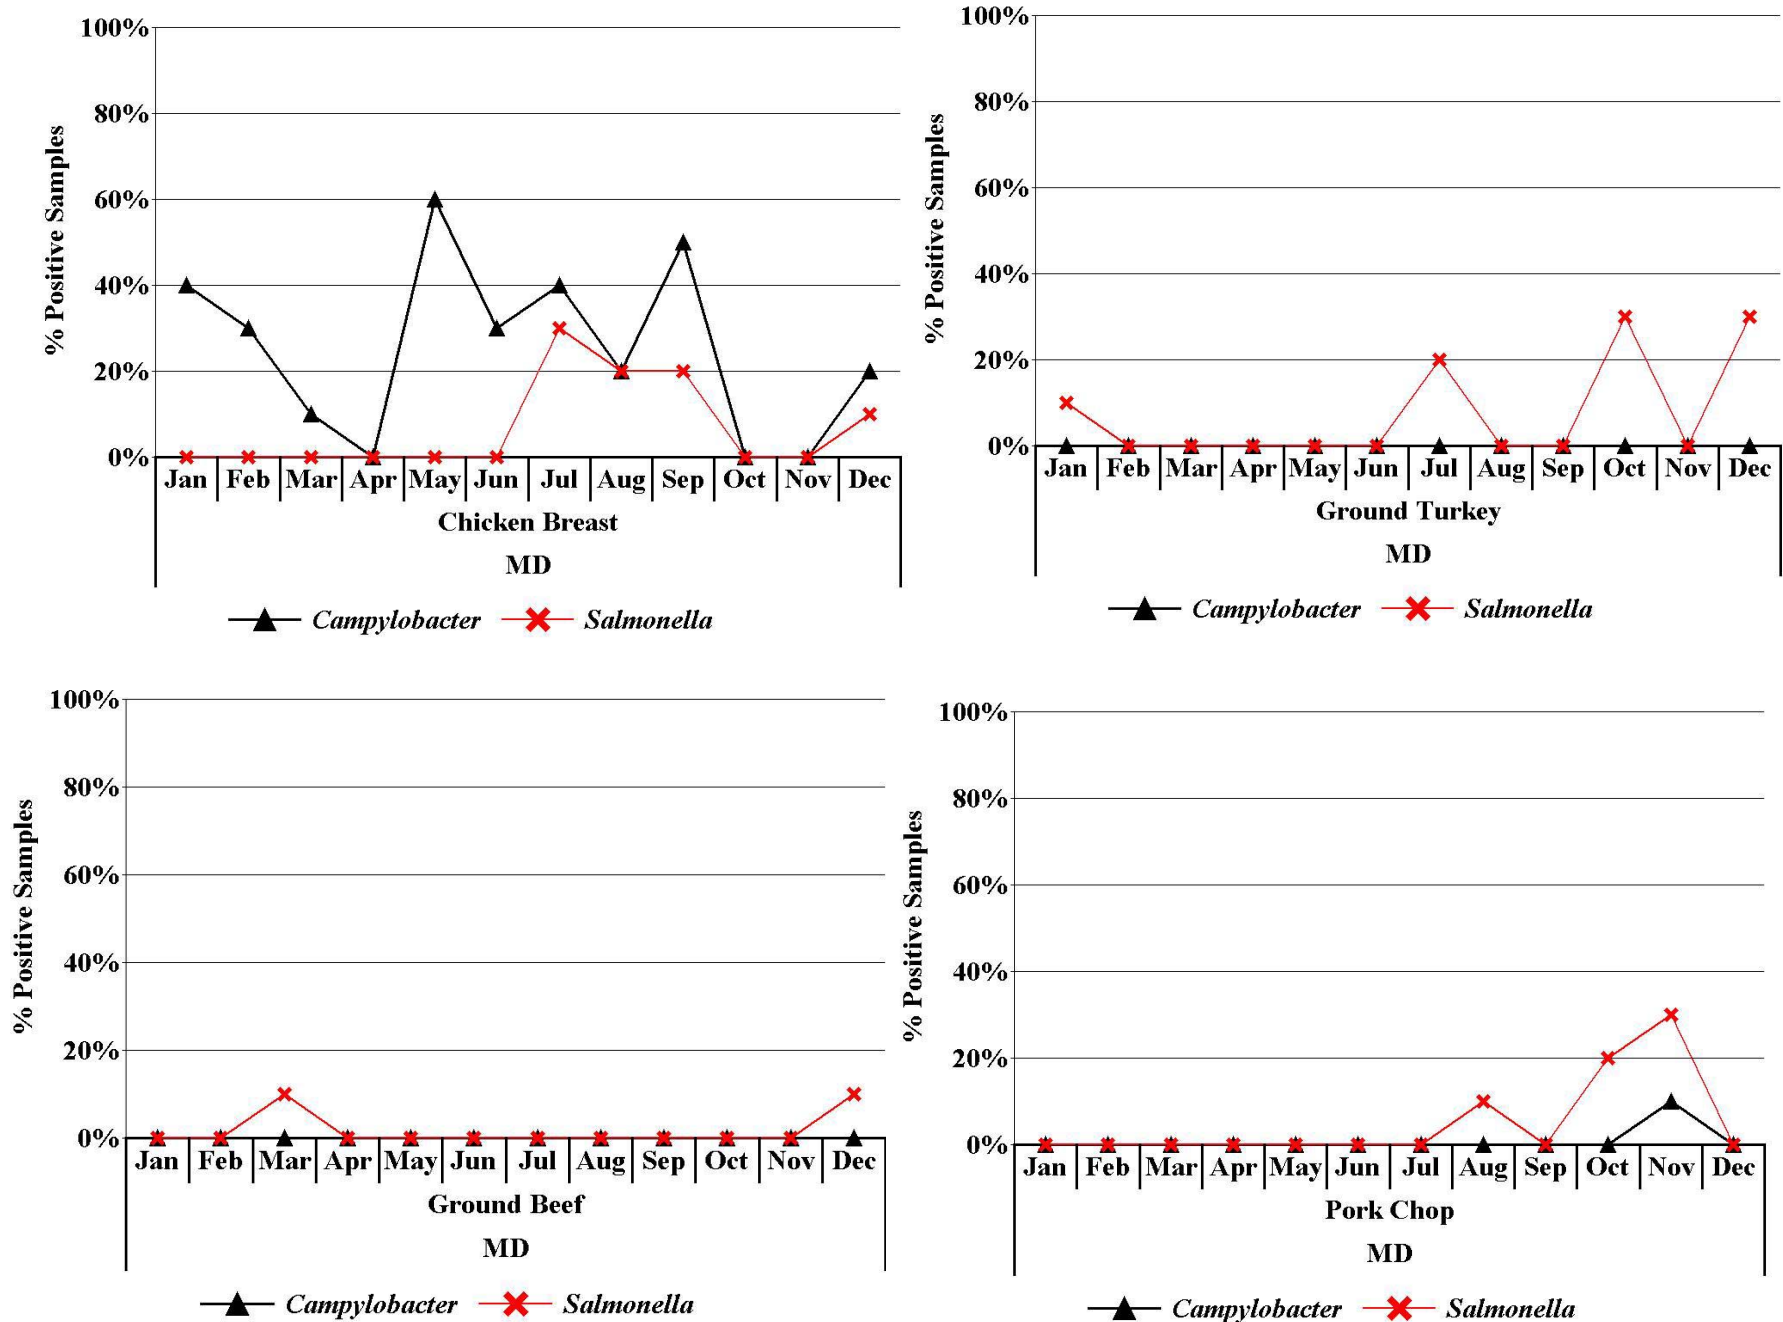 100%
80%
60%
40%
20%
0%
% Positive Samples
Jan Feb Mar Apr May Jun Jul Aug Sep Oct Nov Dec
Chicken Breast
MD
Campylobacter Salmonella
100%
80%
60%
40%
20%
0%
% Positive Samples
Jan Feb Mar Apr May Jun Jul Aug Sep Oct Nov Dec
Ground Turkey
MD
Campylobacter Salmonella
100%
80%
60%
40%
20%
0%
% Positive Samples
Jan Feb Mar Apr May Jun Jul Aug Sep Oct Nov Dec
Ground Beef
MD
Campylobacter Salmonella
100%
80%
60%
40%
20%
0%
% Positive Samples
Jan Feb Mar Apr May Jun Jul Aug Sep Oct Nov Dec
Pork Chop
MD
Campylobacter Salmonella